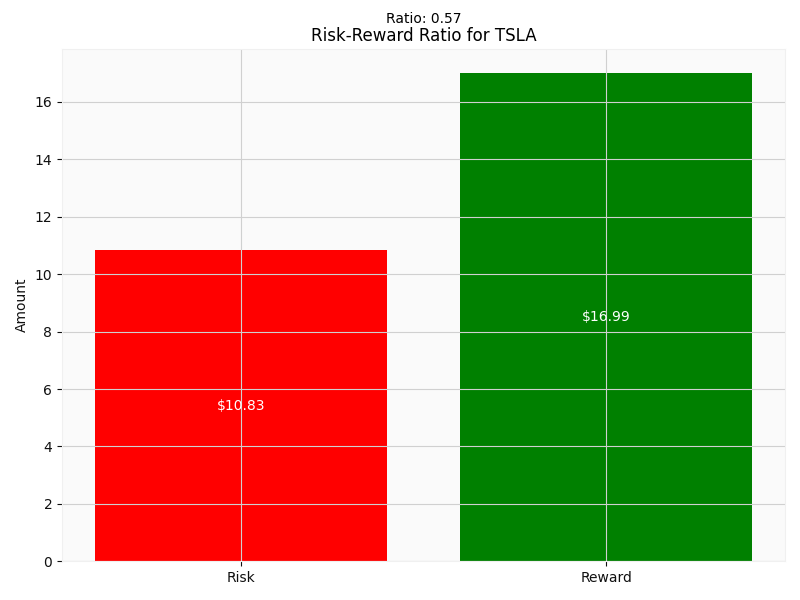 Ratio: 0.57
Risk-Reward Ratio for TSLA
16
14
12
10
8
6
4
2
0
Amount
$16.99
$10.83
Risk
Reward